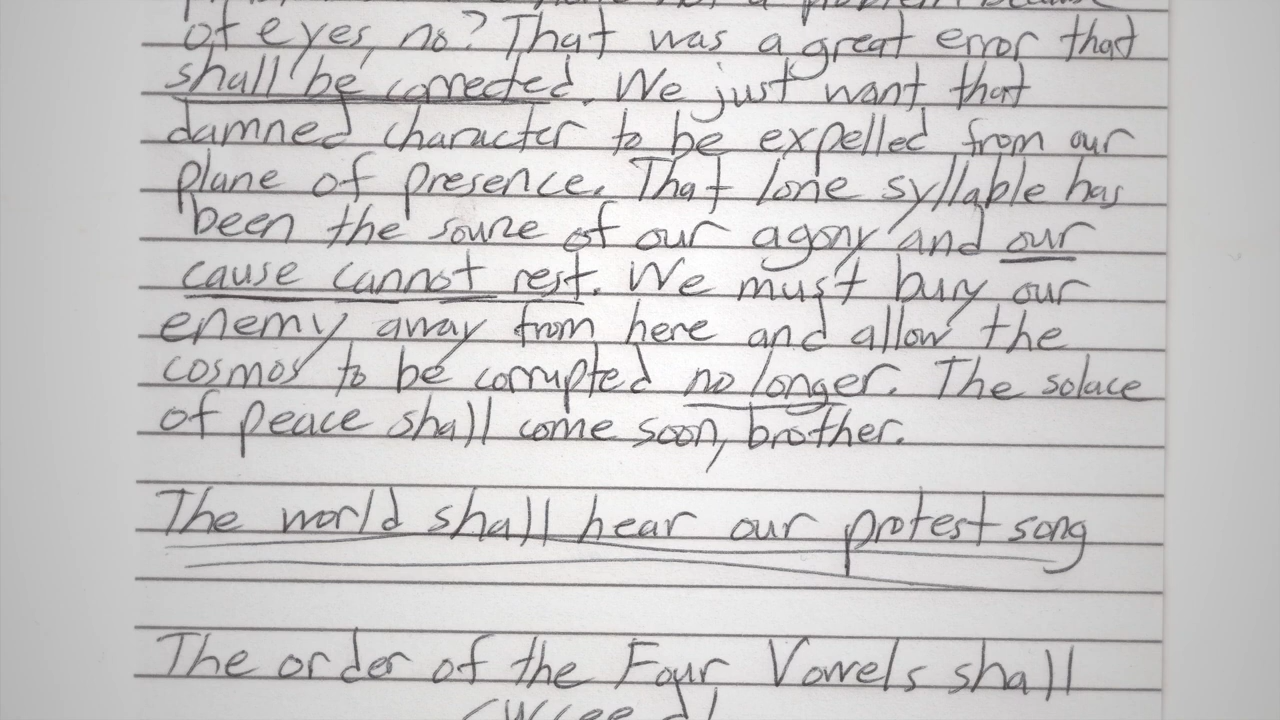 a problem because
of eyes, no? That was a great error that
shall be corrected. We just want that
damned character to be expelled from our
plane of presence. That lone syllable has
been the source of our agony and our
cause cannot rest. We must bury our
enemy away from here and allow the
cosmos to be corrupted no longer. The solace
of peace shall come soon, brother.
The world shall hear our protest song
The order of the Four Vowels shall